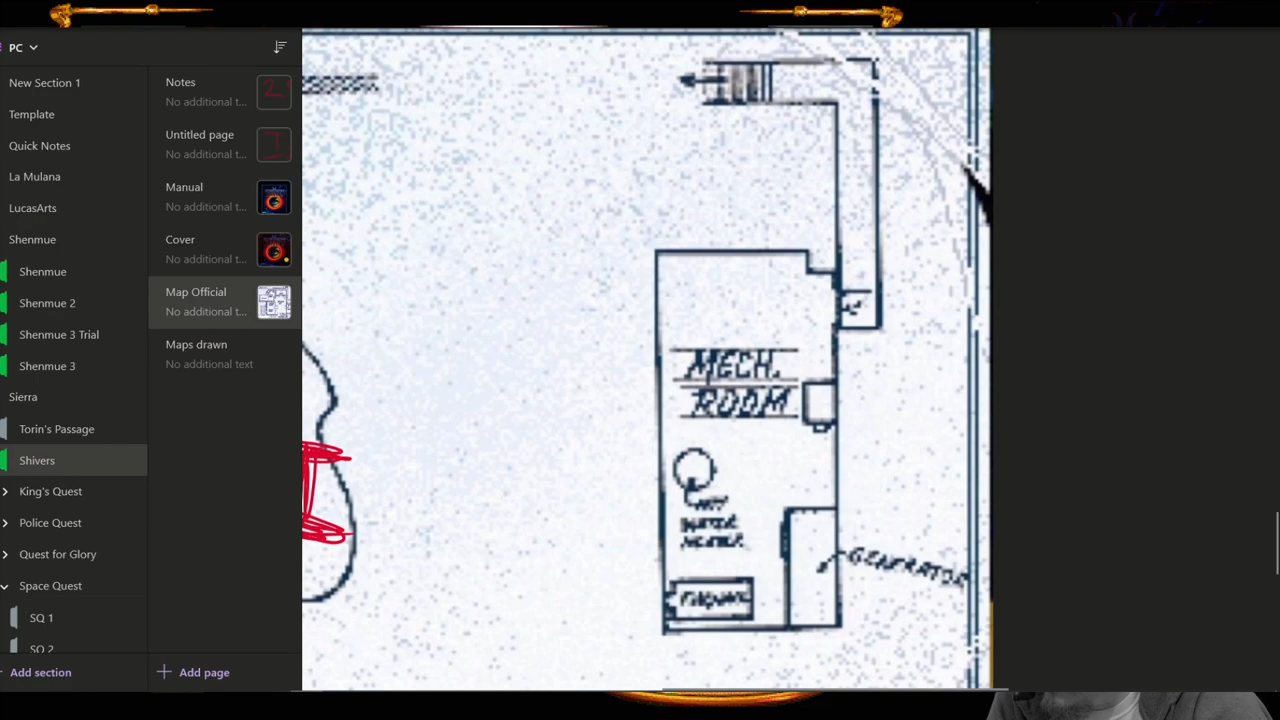 PC
New Section 1
Template
Quick Notes
La Mulana
LucasArts
Shenmue
Shenmue
Shenmue 2
Shenmue 3 Trial
Shenmue 3
Sierra
Torin's Passage
Shivers
King's Quest
Police Quest
Quest for Glory
Space Quest
SQ 1
SQ 2
Add section
Notes
No additional t...
Untitled page
No additional t...
Manual
No additional t...
Cover
No additional t...
Map Official
No additional t...
Maps drawn
No additional text
Add page
MECH.
ROOM
HOT
WATER
HEATER
GENERATOR